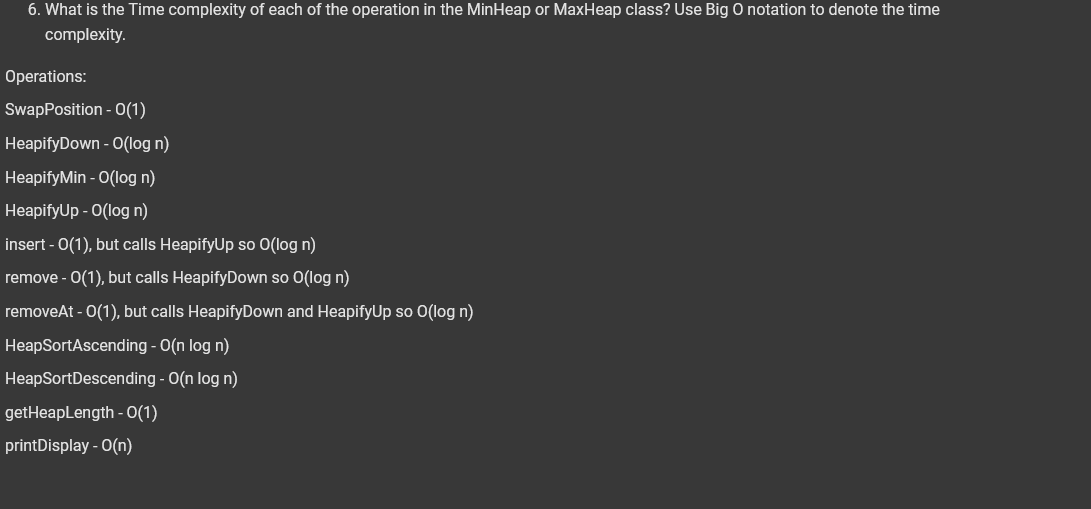 6. What is the Time complexity of each of the operation in the MinHeap or MaxHeap class? Use Big O notation to denote the time
complexity.
Operations:
SwapPosition - O(1)
HeapifyDown - O(log n)
HeapifyMin - O(log n)
HeapifyUp - O(log n)
insert - O(1), but calls HeapifyUp so O(log n)
remove - O(1), but calls HeapifyDown so O(log n)
removeAt - O(1), but calls HeapifyDown and HeapifyUp so O(log n)
HeapSortAscending - O(n log n)
HeapSortDescending - O(n log n)
getHeapLength - O(1)
printDisplay - O(n)